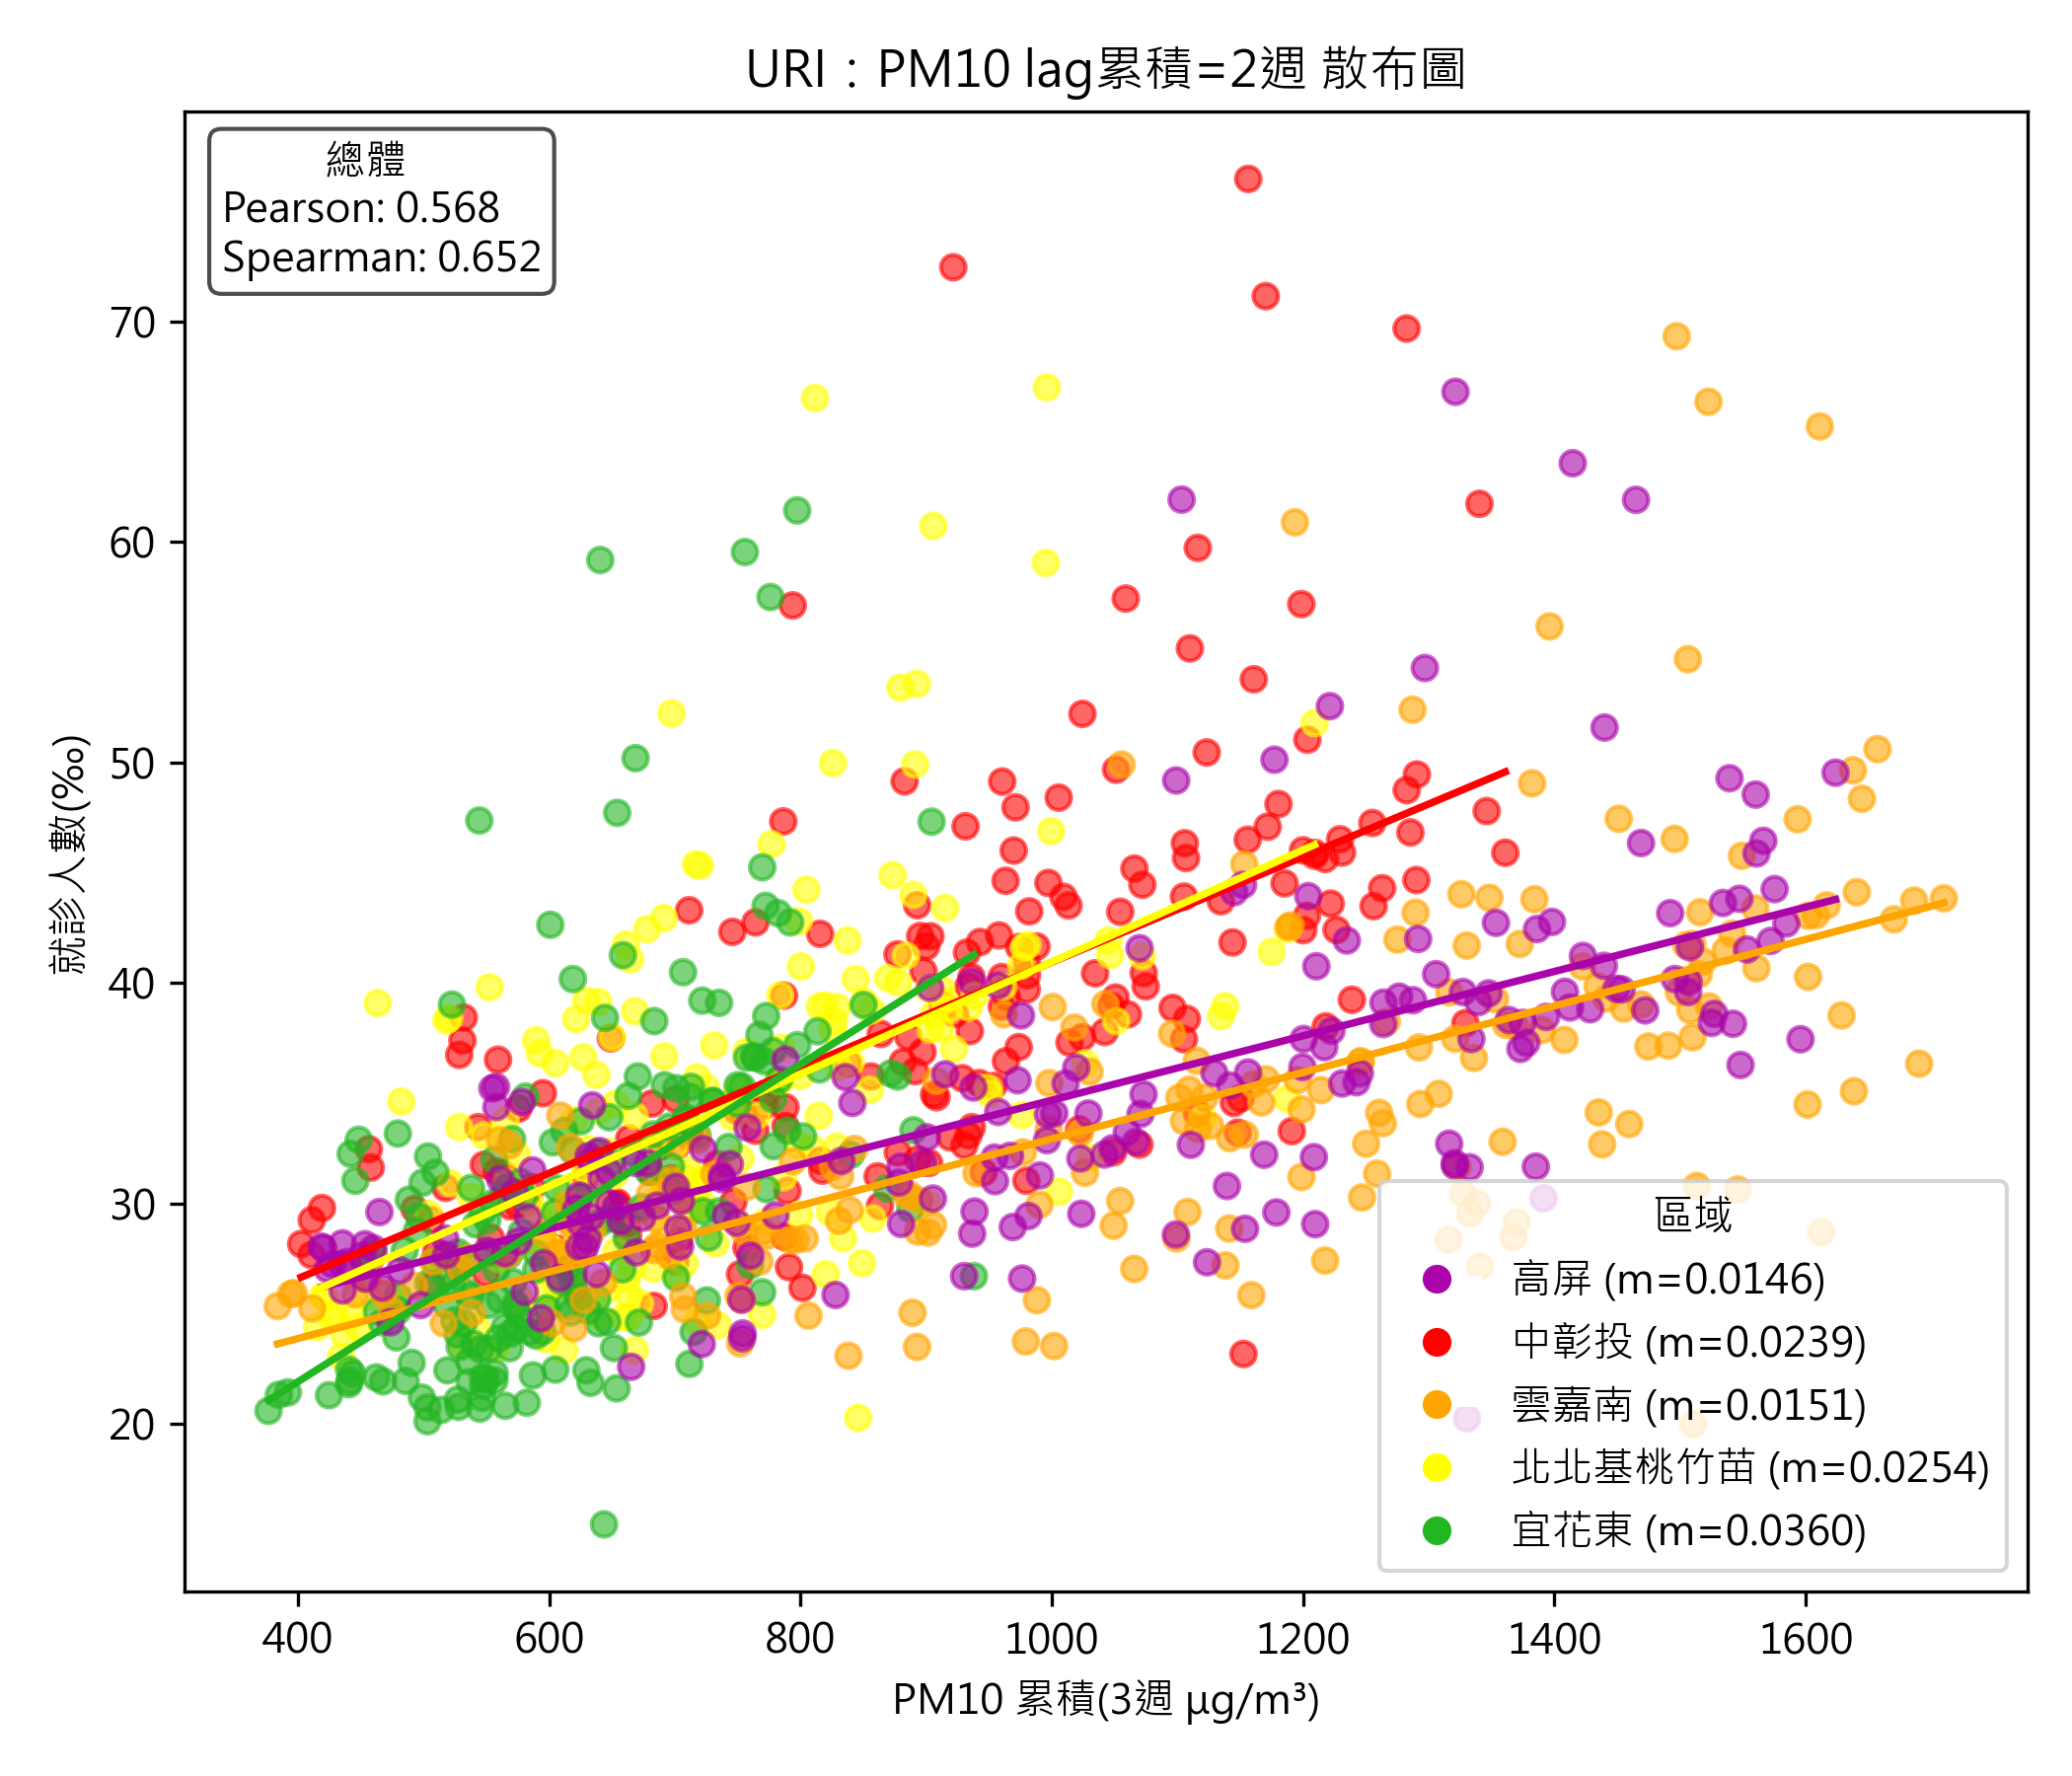 URI：PM10 lag累積=2週 散布圖
總體
Pearson: 0.568
Spearman: 0.652
就診人數(‰)
70
60
50
40
30
20
區域
高屏 (m=0.0146)
中彰投 (m=0.0239)
雲嘉南 (m=0.0151)
北北基桃竹苗 (m=0.0254)
宜花東 (m=0.0360)
400 600 800 1000 1200 1400 1600
PM10 累積(3週 μg/m³)